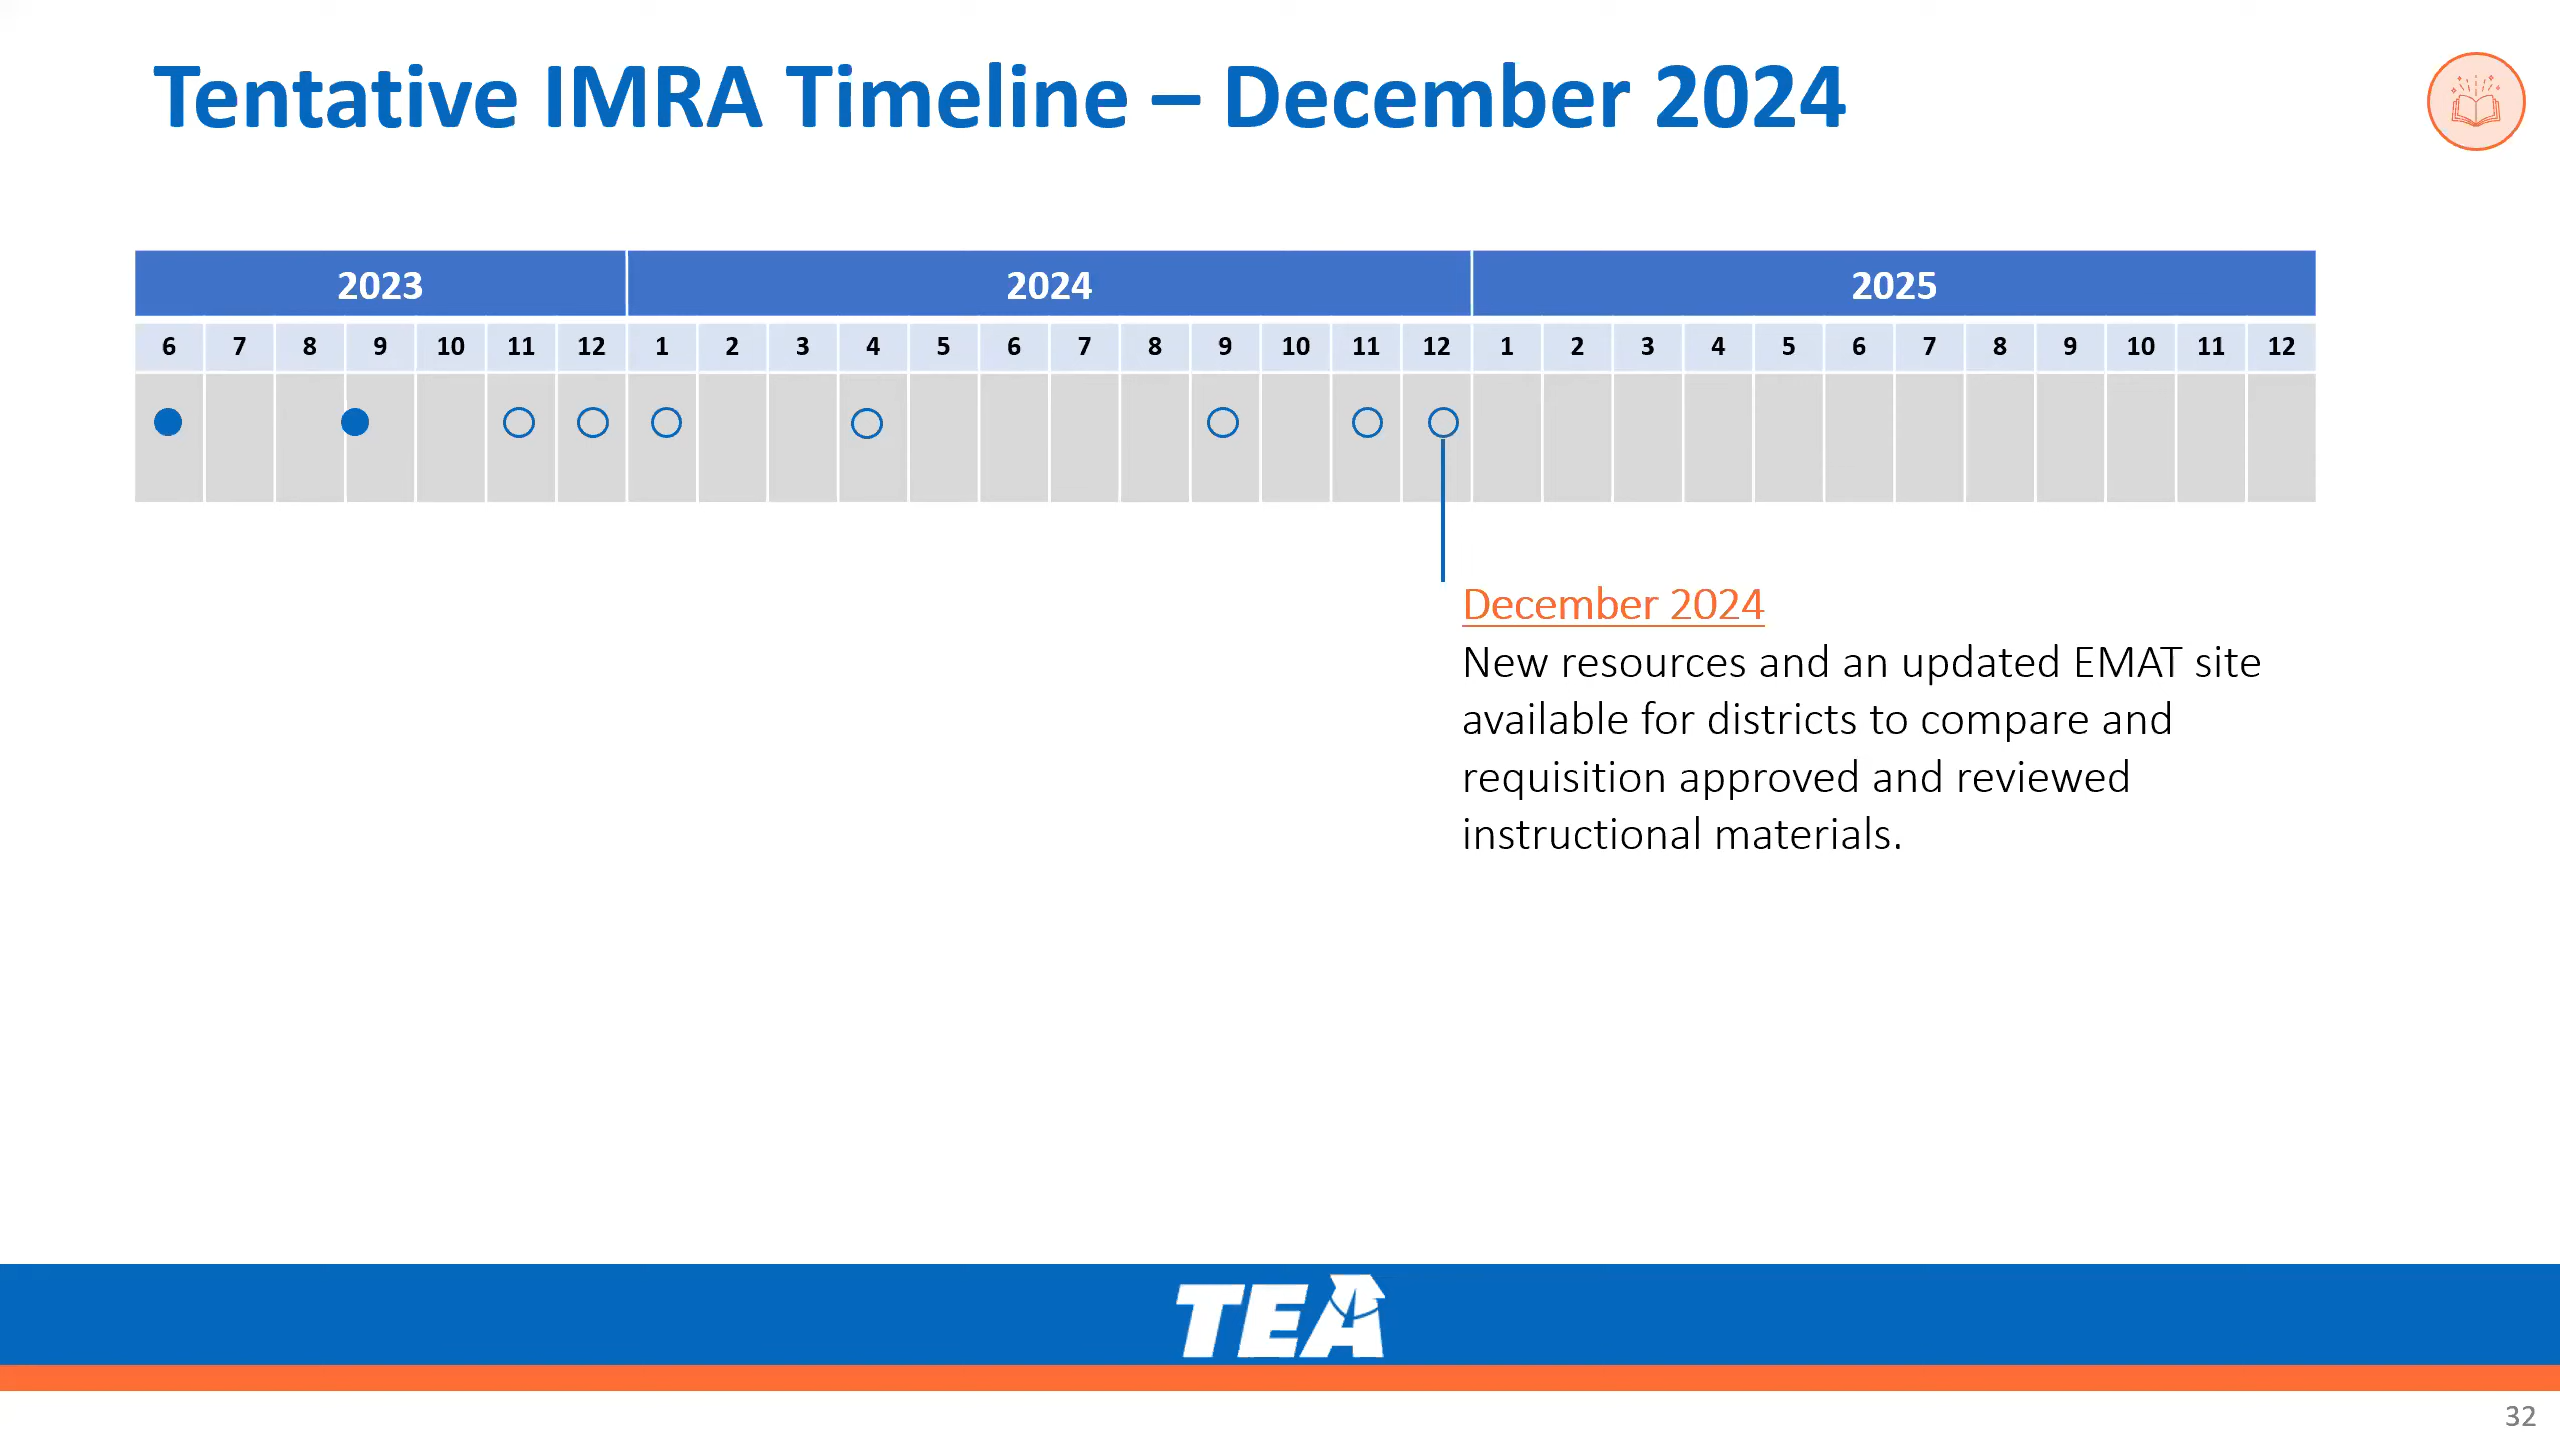 Tentative IMRA Timeline – December 2024
2023 2024 2025
6 7 8 9 10 11 12 1 2 3 4 5 6 7 8 9 10 11 12 1 2 3 4 5 6 7 8 9 10 11 12
December 2024
New resources and an updated EMAT site
available for districts to compare and
requisition approved and reviewed
instructional materials.
TEA
32